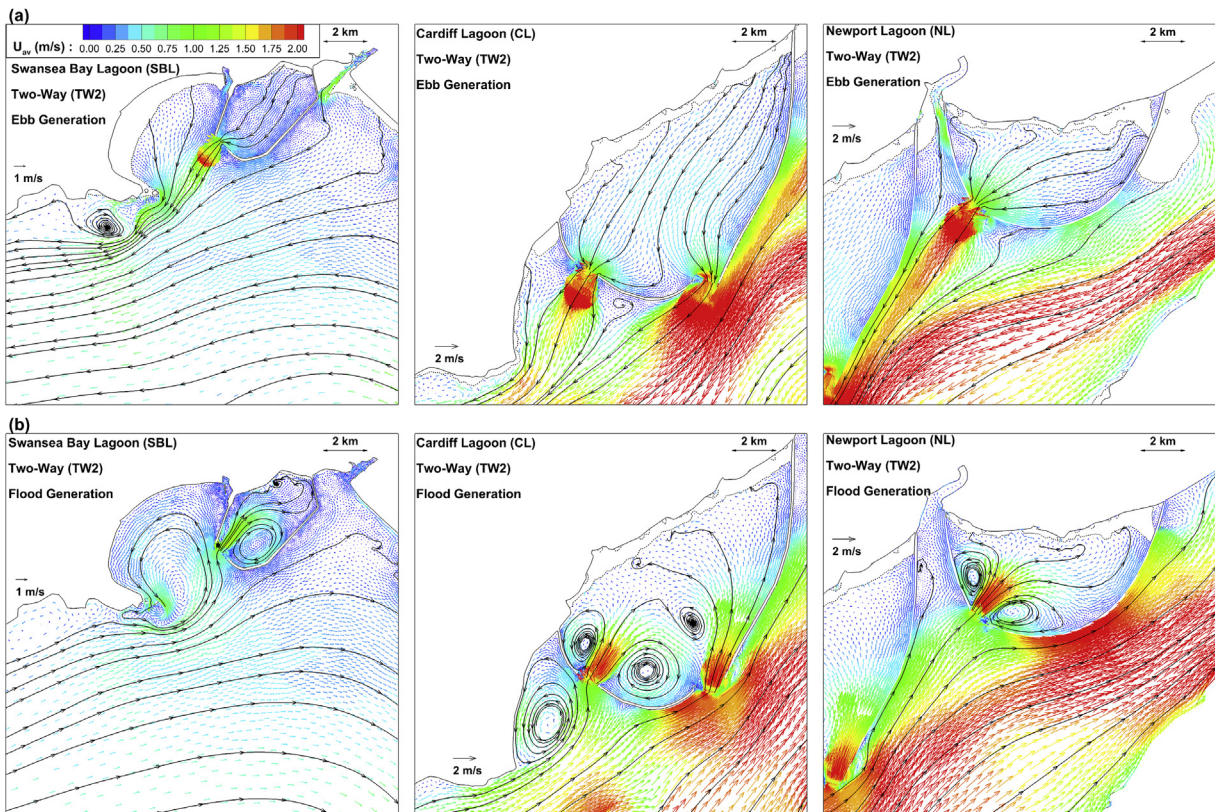 (a)
U_av (m/s) : 0.00 0.25 0.50 0.75 1.00 1.25 1.50 1.75 2.00
2 km
Swansea Bay Lagoon (SBL)
Two-Way (TW2)
Ebb Generation
1 m/s
Cardiff Lagoon (CL)
2 km
Two-Way (TW2)
Ebb Generation
2 m/s
Newport Lagoon (NL)
2 km
Two-Way (TW2)
Ebb Generation
2 m/s
(b)
Swansea Bay Lagoon (SBL)
2 km
Two-Way (TW2)
Flood Generation
1 m/s
Cardiff Lagoon (CL)
2 km
Two-Way (TW2)
Flood Generation
2 m/s
Newport Lagoon (NL)
2 km
Two-Way (TW2)
Flood Generation
2 m/s